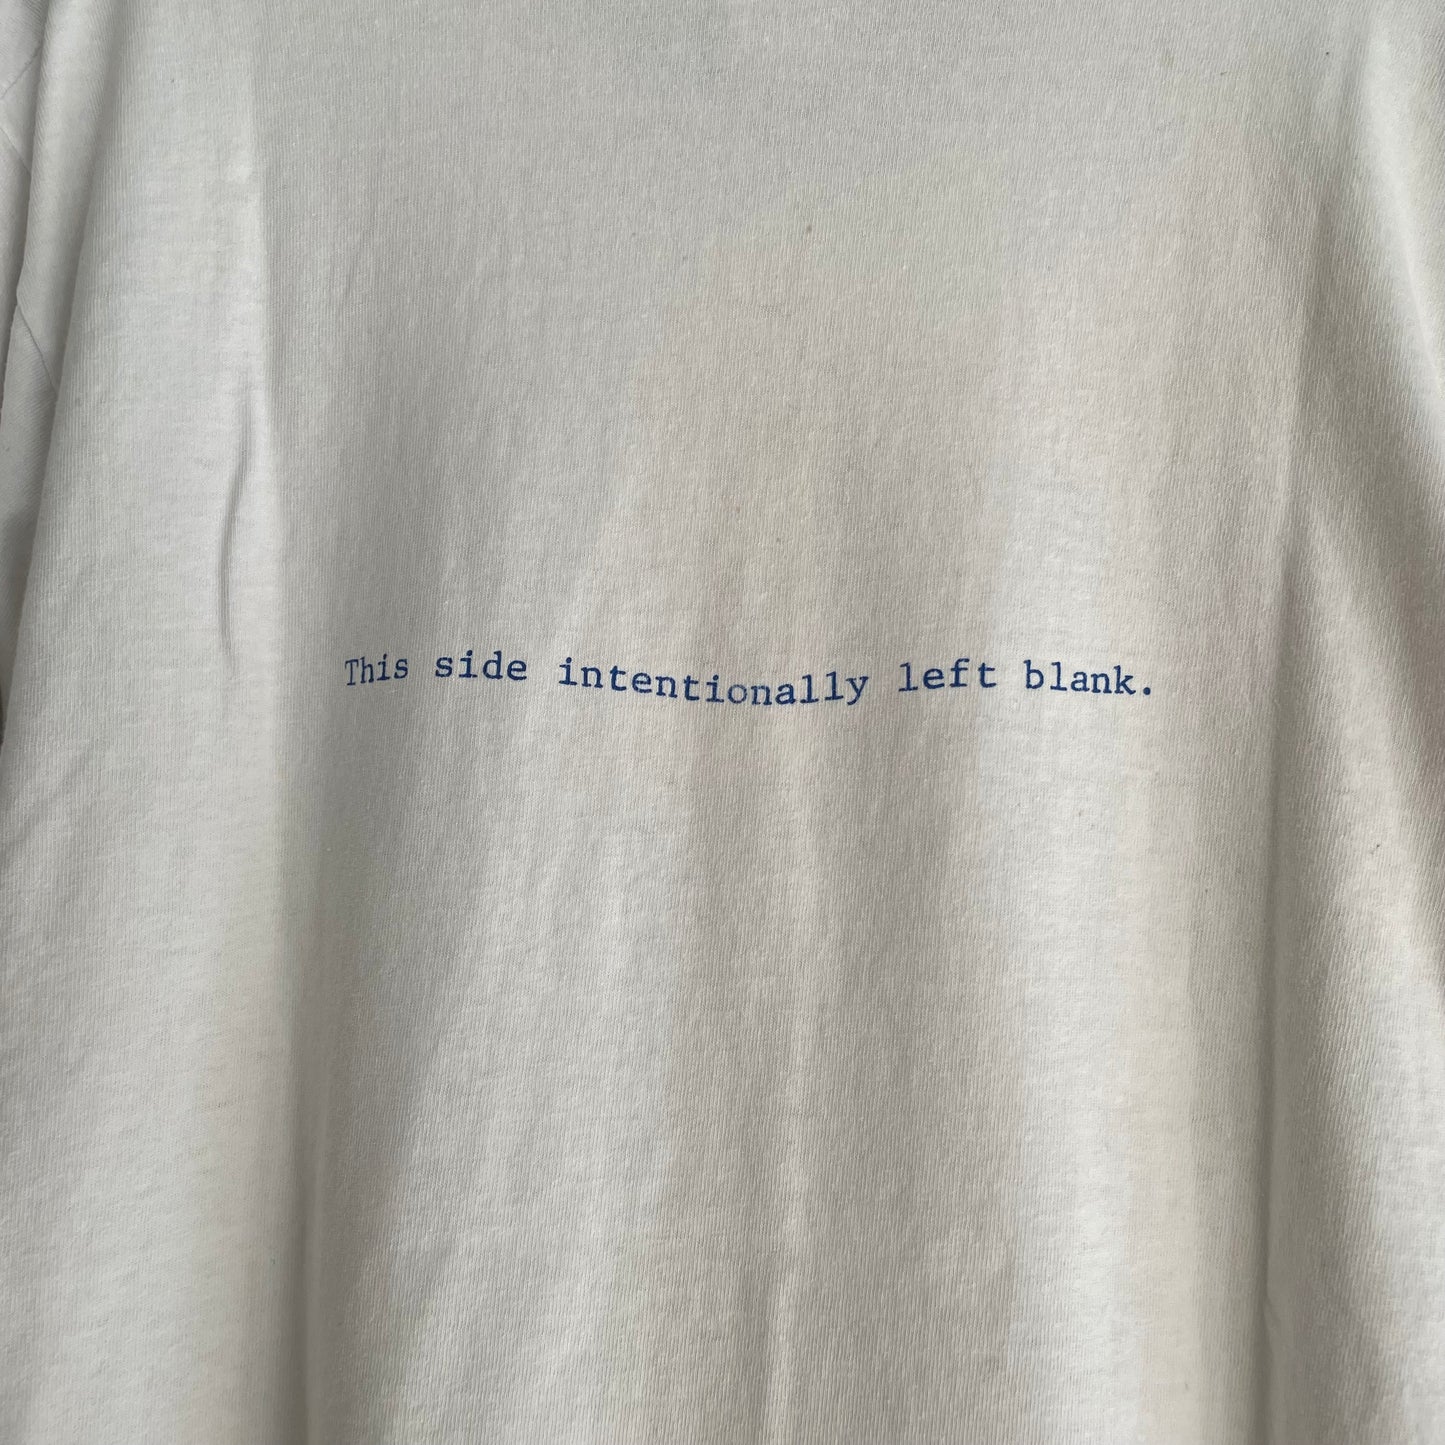 This side intentionally left blank.